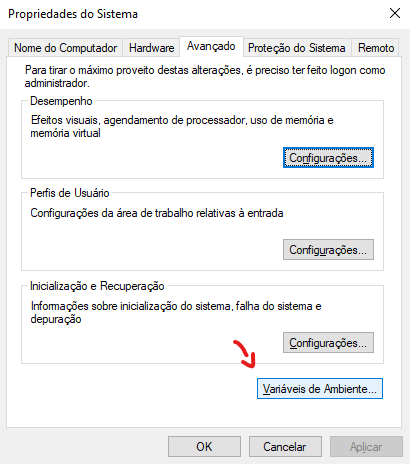 Propriedades do Sistema
Nome do Computador
Hardware
Avançado
Proteção do Sistema
Remoto
Para tirar o máximo proveito destas alterações, é preciso ter feito logon como
administrador.
Desempenho
Efeitos visuais, agendamento de processador, uso de memória e
memória virtual
Configurações...
Perfis de Usuário
Configurações da área de trabalho relativas à entrada
Configurações...
Inicialização e Recuperação
Informações sobre inicialização do sistema, falha do sistema e
depuração
Configurações...
Variáveis de Ambiente...
OK
Cancelar
Aplicar